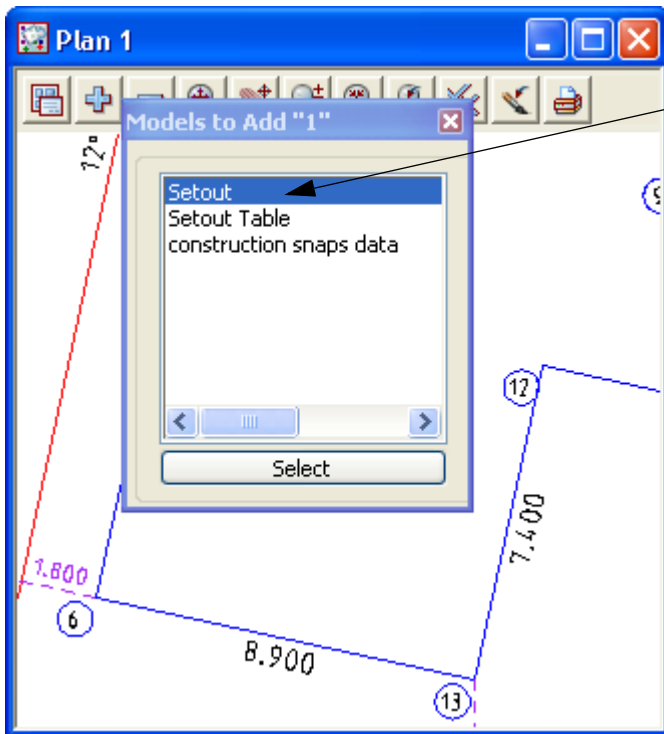 Plan 1
Models to Add "1"
12°
Setout
Setout Table
construction snaps data
Select
9
12
7.400
1.800
6
8.900
13